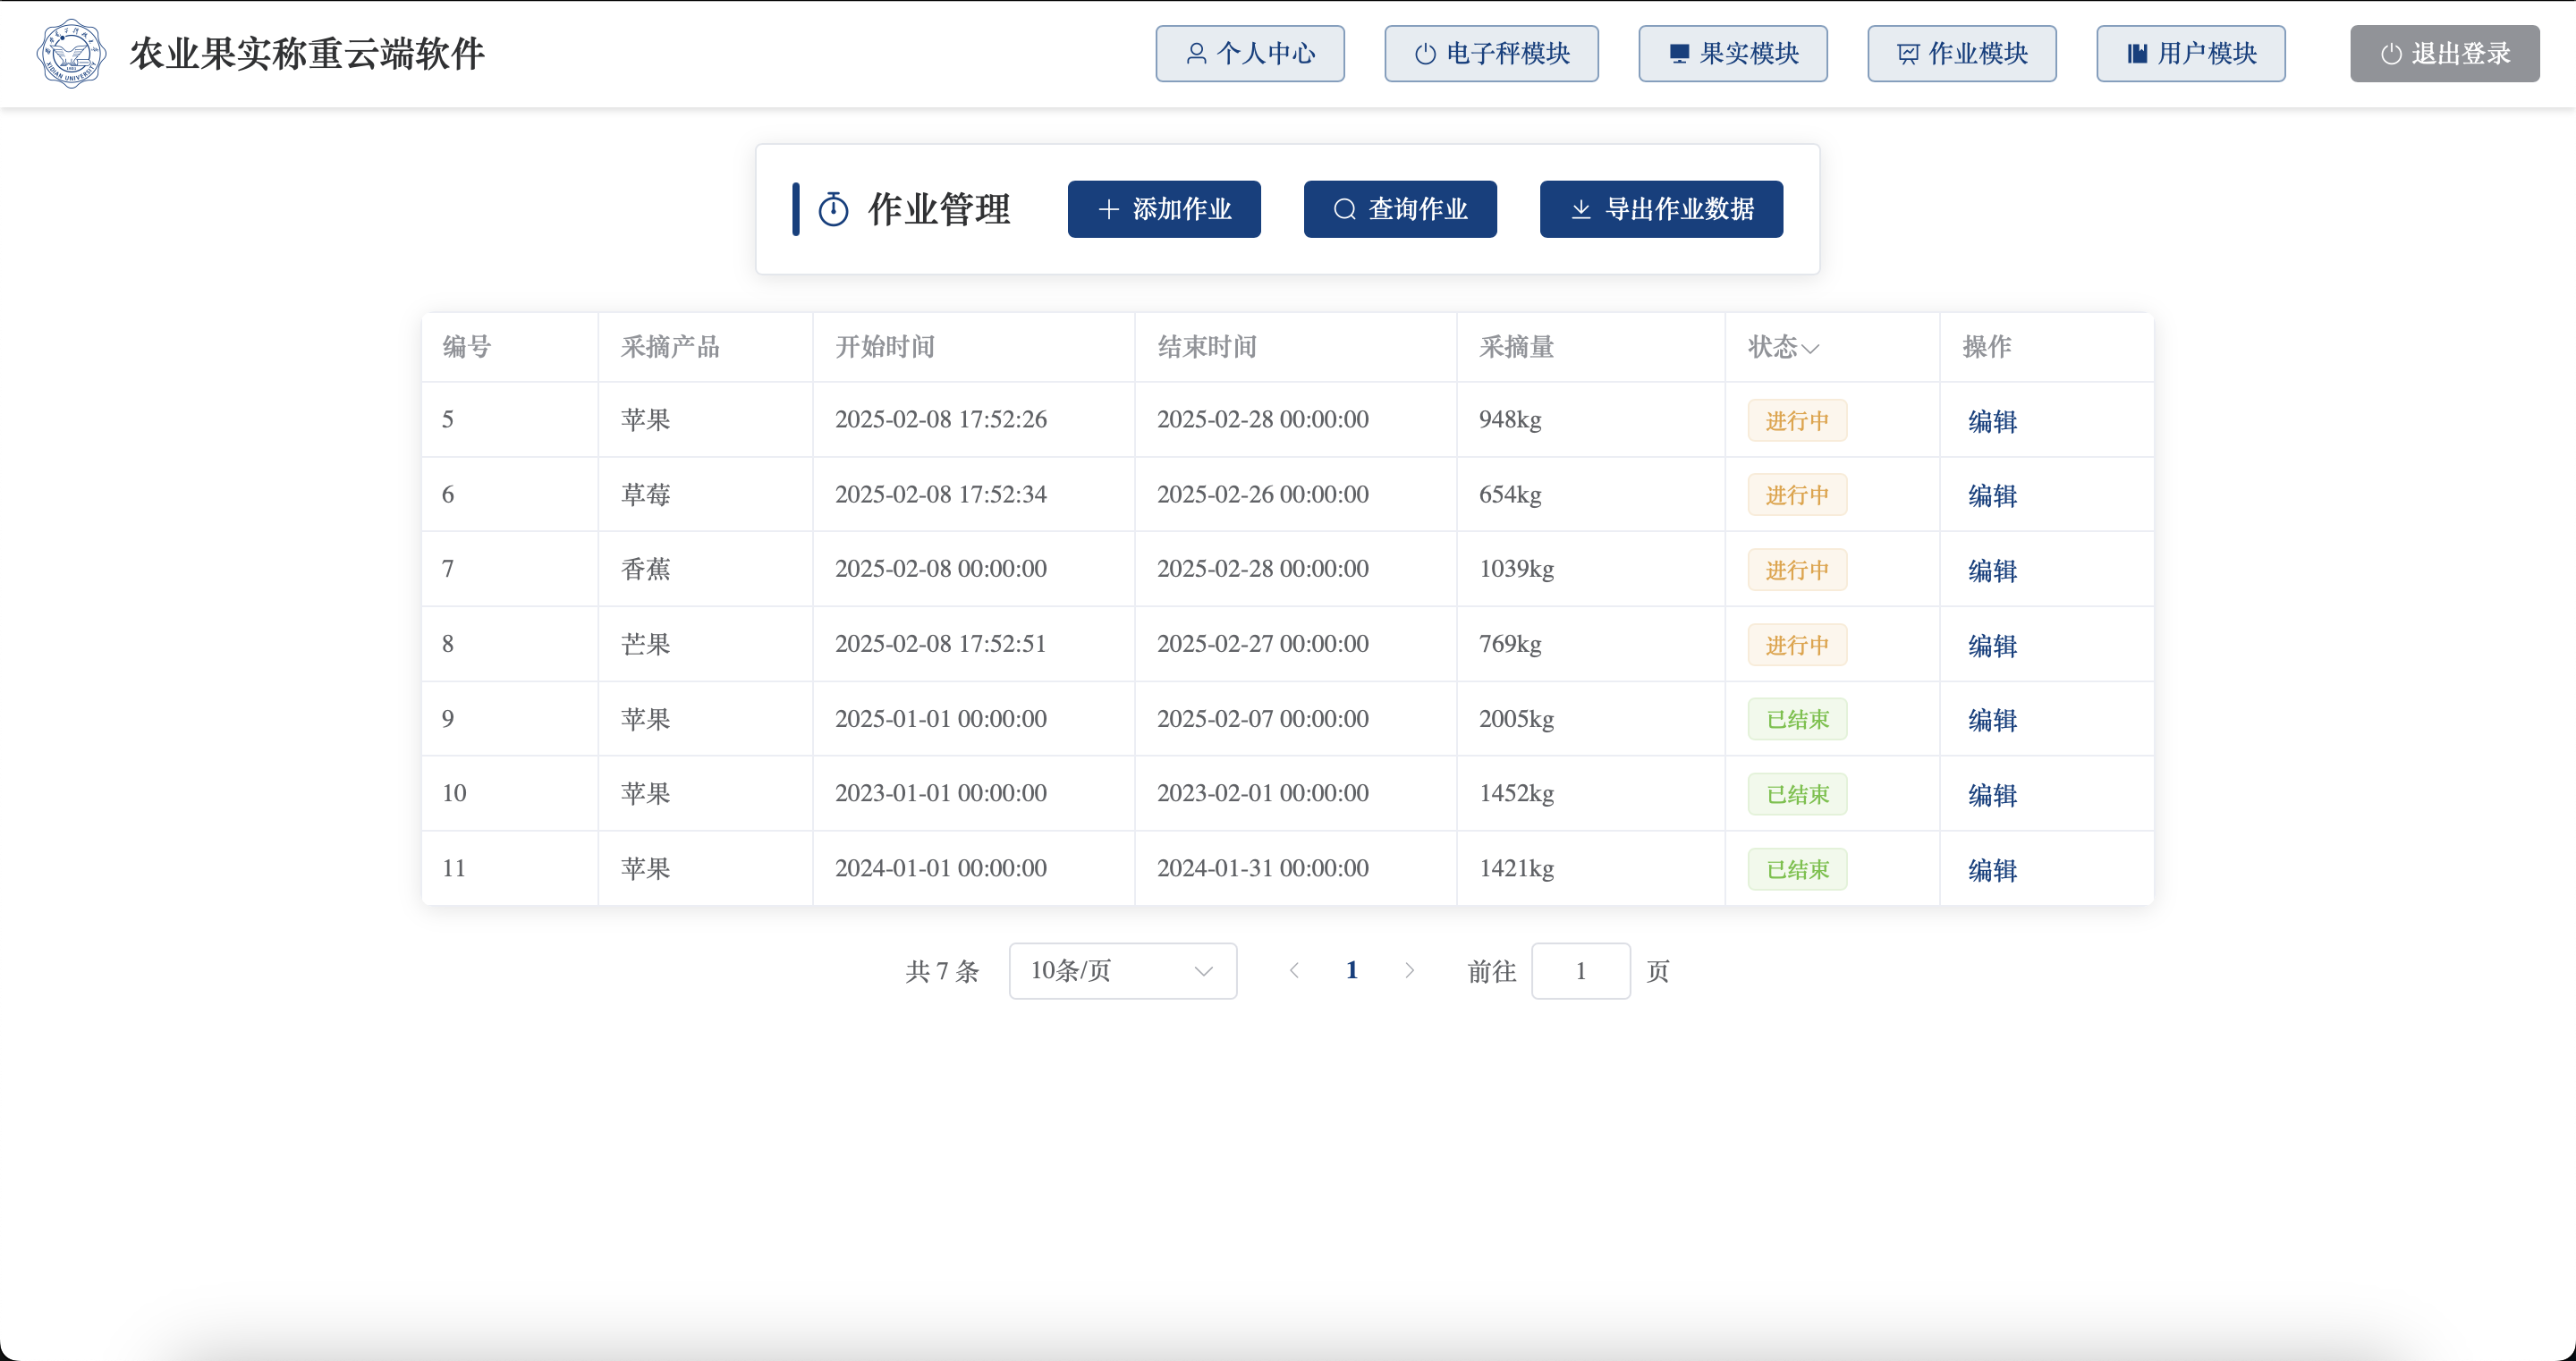 XIDIAN UNIVERSITY
农业果实称重云端软件
个人中心 电子秤模块 果实模块 作业模块 用户模块 退出登录
作业管理 添加作业 查询作业 导出作业数据
编号 采摘产品 开始时间 结束时间 采摘量 状态 操作
5 苹果 2025-02-08 17:52:26 2025-02-28 00:00:00 948kg 进行中 编辑
6 草莓 2025-02-08 17:52:34 2025-02-26 00:00:00 654kg 进行中 编辑
7 香蕉 2025-02-08 00:00:00 2025-02-28 00:00:00 1039kg 进行中 编辑
8 芒果 2025-02-08 17:52:51 2025-02-27 00:00:00 769kg 进行中 编辑
9 苹果 2025-01-01 00:00:00 2025-02-07 00:00:00 2005kg 已结束 编辑
10 苹果 2023-01-01 00:00:00 2023-02-01 00:00:00 1452kg 已结束 编辑
11 苹果 2024-01-01 00:00:00 2024-01-31 00:00:00 1421kg 已结束 编辑
共 7 条 10条/页 1 前往 1 页